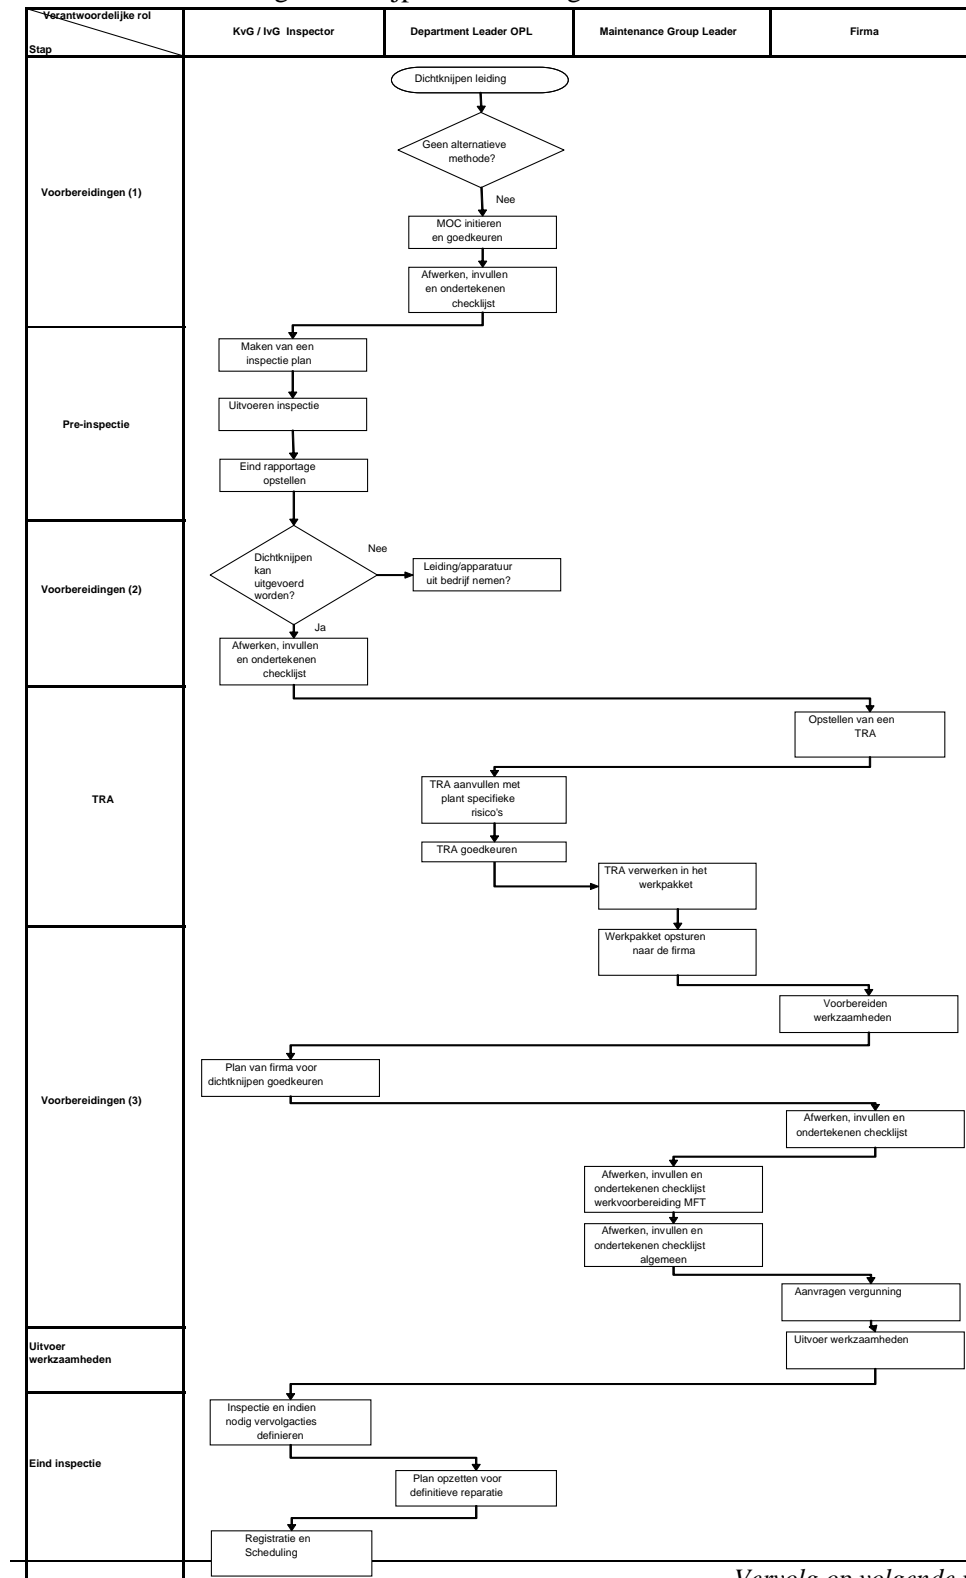 Verantwoordelijke rol
Stap
KvG / IvG Inspector
Department Leader OPL
Maintenance Group Leader
Firma
Voorbereidingen (1)
Dichtknijpen leiding
Geen alternatieve
methode?
Nee
MOC initieren
en goedkeuren
Afwerken, invullen
en ondertekenen
checklijst
Pre-inspectie
Maken van een
inspectie plan
Uitvoeren inspectie
Eind rapportage
opstellen
Voorbereidingen (2)
Dichtknijpen
kan
uitgevoerd
worden?
Nee
Leiding/apparatuur
uit bedrijf nemen?
Ja
Afwerken, invullen
en ondertekenen
checklijst
TRA
Opstellen van een
TRA
TRA aanvullen met
plant specifieke
risico's
TRA goedkeuren
TRA verwerken in het
werkpakket
Voorbereidingen (3)
Werkpakket opsturen
naar de firma
Voorbereiden
werkzaamheden
Plan van firma voor
dichtknijpen goedkeuren
Afwerken, invullen en
ondertekenen checklijst
Afwerken, invullen en
ondertekenen checklijst
werkvoorbereiding MFT
Afwerken, invullen en
ondertekenen checklijst
algemeen
Aanvragen vergunning
Uitvoer
werkzaamheden
Uitvoer werkzaamheden
Eind inspectie
Inspectie en indien
nodig vervolgacties
definieren
Plan opzetten voor
definitieve reparatie
Registratie en
Scheduling
Vervolg op volgende